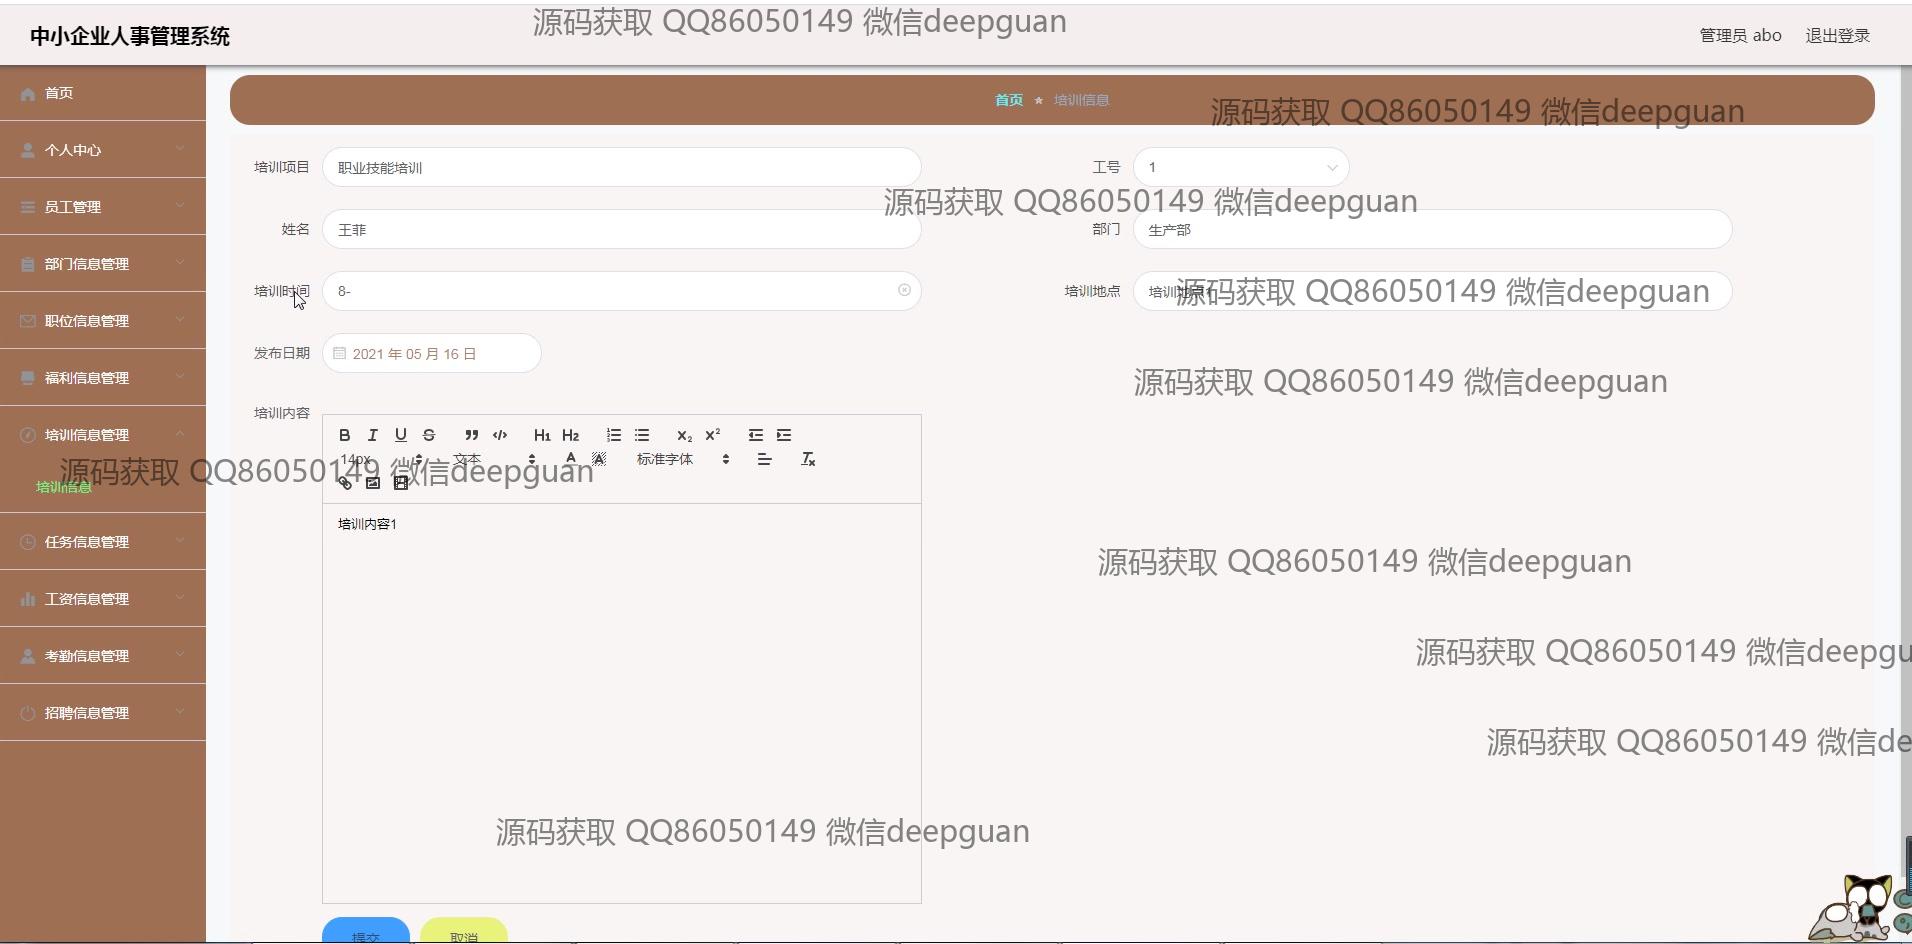 源码获取 QQ86050149 微信deepguan
中小企业人事管理系统
管理员 abo
退出登录
首页
首页 培训信息
源码获取 QQ86050149 微信deepguan
个人中心
培训项目 职业技能培训
工号 1
员工管理
源码获取 QQ86050149 微信deepguan
姓名 王菲
部门 生产部
部门信息管理
培训时间 8-
培训地点 培训地点1
源码获取 QQ86050149 微信deepguan
职位信息管理
发布日期 2021 年 05 月 16 日
福利信息管理
源码获取 QQ86050149 微信deepguan
培训内容
培训信息管理
B I U S H1 H2 X2 X2
14px 文本 A A 标准字体
源码获取 QQ86050149 微信deepguan
培训信息
培训内容1
任务信息管理
源码获取 QQ86050149 微信deepguan
工资信息管理
考勤信息管理
源码获取 QQ86050149 微信deepgu
招聘信息管理
源码获取 QQ86050149 微信de
源码获取 QQ86050149 微信deepguan
提交 取消